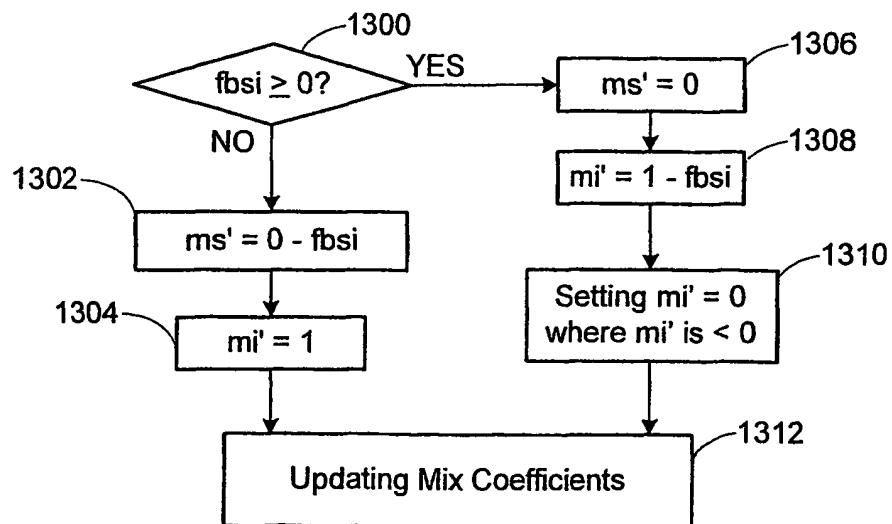 1300
fbsi ≥ 0?
YES
NO
1306
ms' = 0
1308
mi' = 1 - fbsi
1302
ms' = 0 - fbsi
1310
Setting mi' = 0
where mi' is < 0
1304
mi' = 1
1312
Updating Mix Coefficients